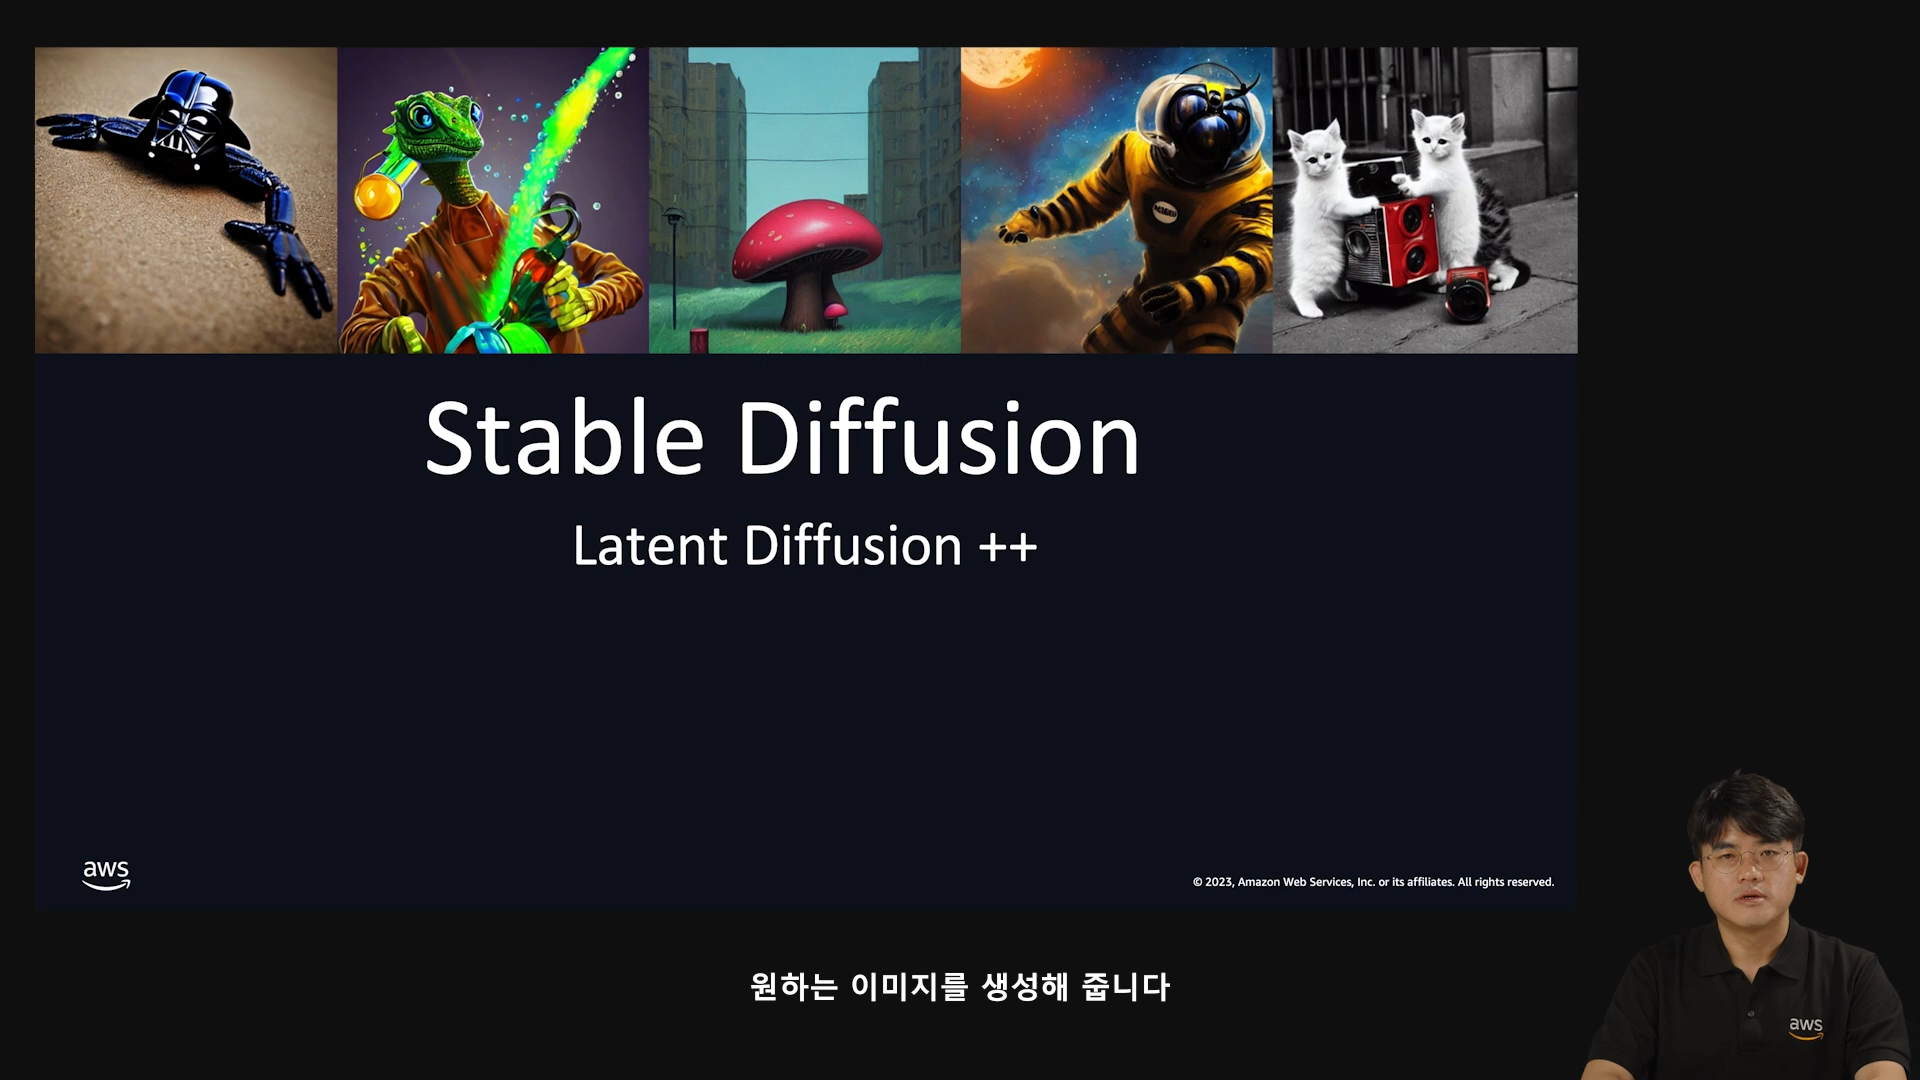 Stable Diffusion
Latent Diffusion ++
aws
© 2023, Amazon Web Services, Inc. or its affiliates. All rights reserved.
원하는 이미지를 생성해 줍니다
aws